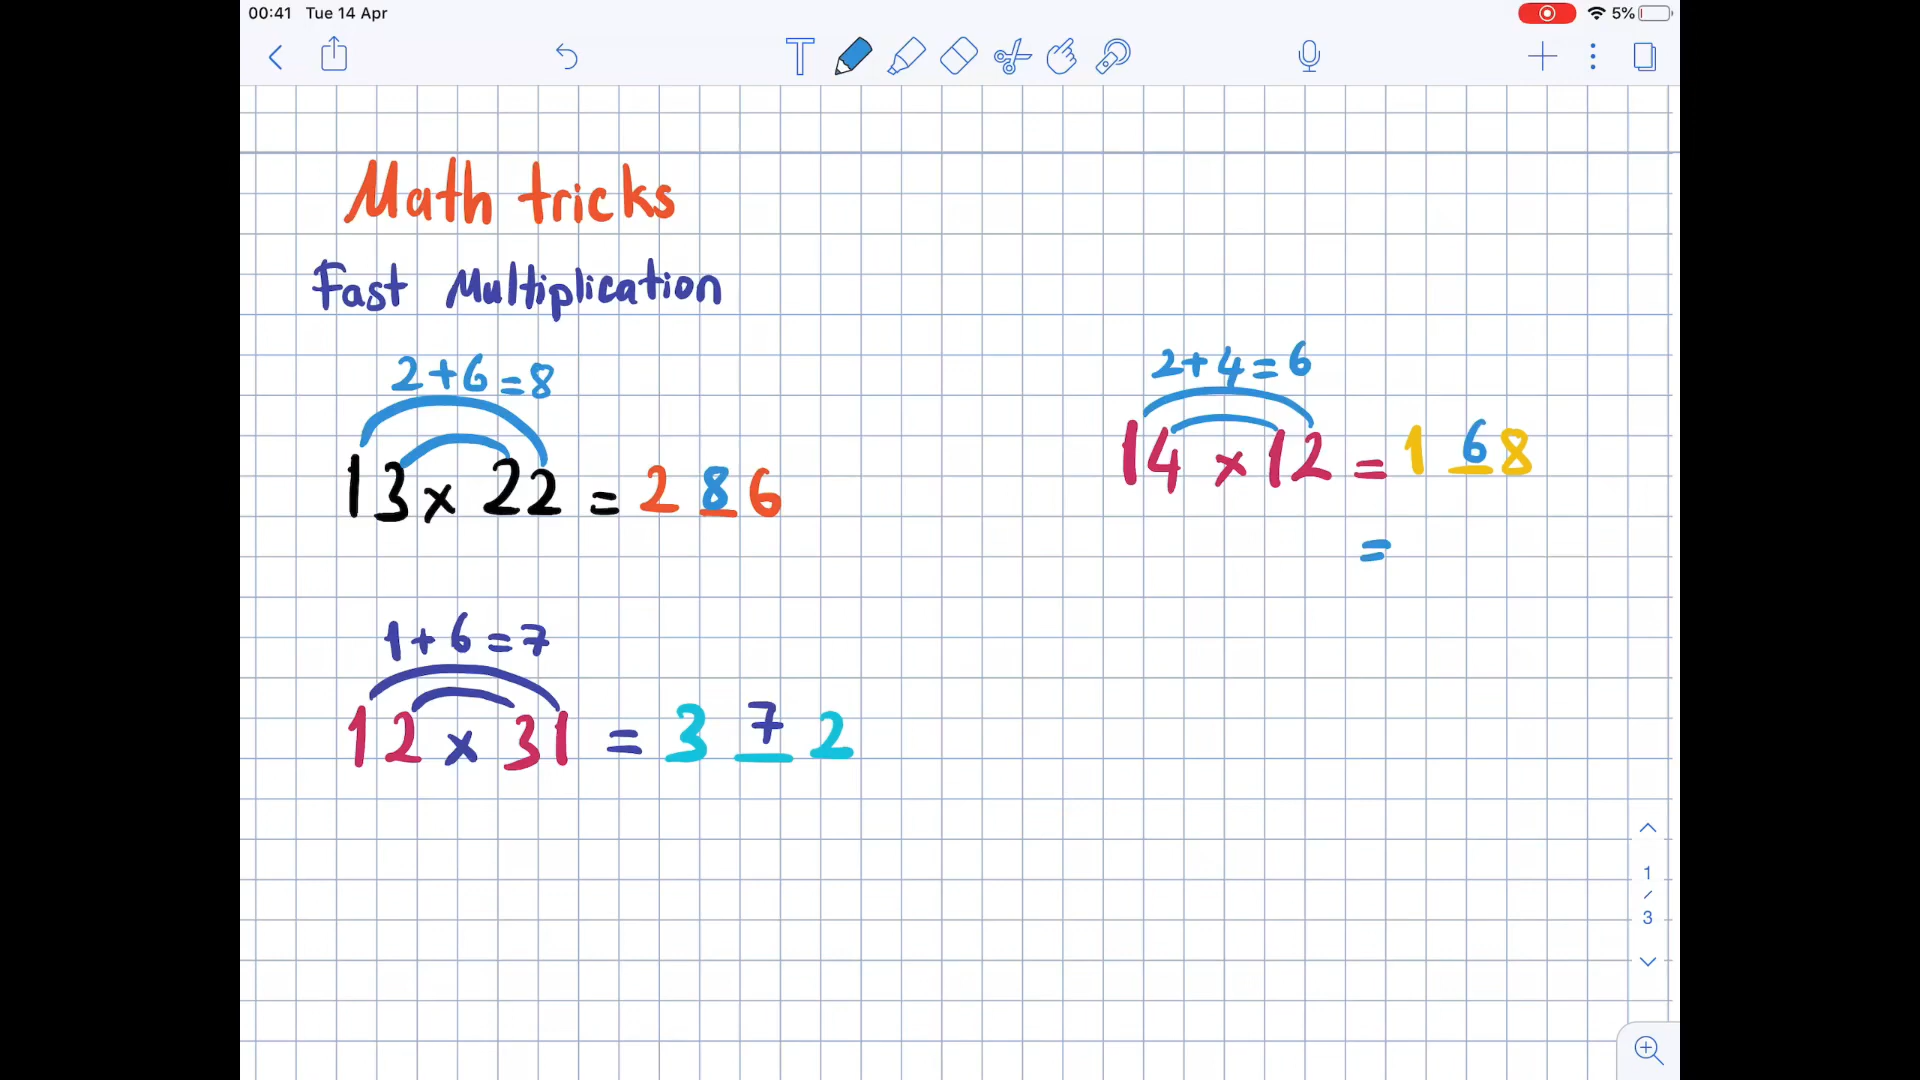 00:41 Tue 14 Apr 5%
T
Math tricks
Fast Multiplication
2+6=8
13 x 22 = 2 8 6
1+6=7
12 x 31 = 3 7 2
2+4=6
14 x 12 = 1 6 8
=
1
/
3